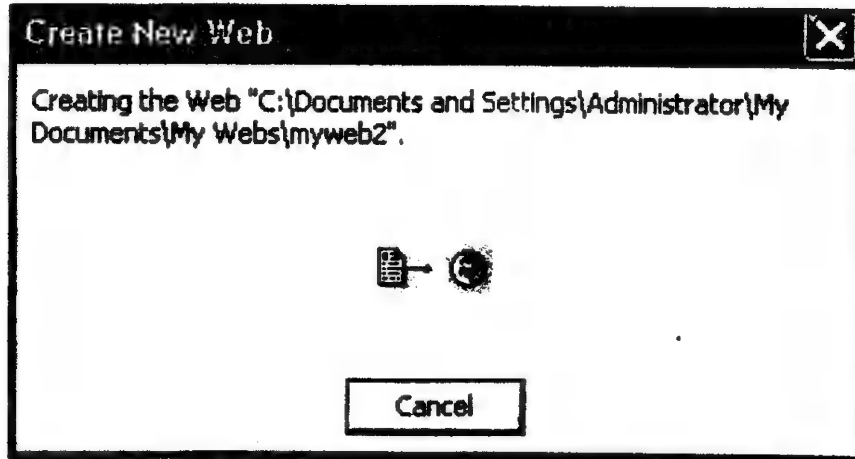 Create New Web
Creating the Web "C:\Documents and Settings\Administrator\My
Documents\My Webs\myweb2".
Cancel